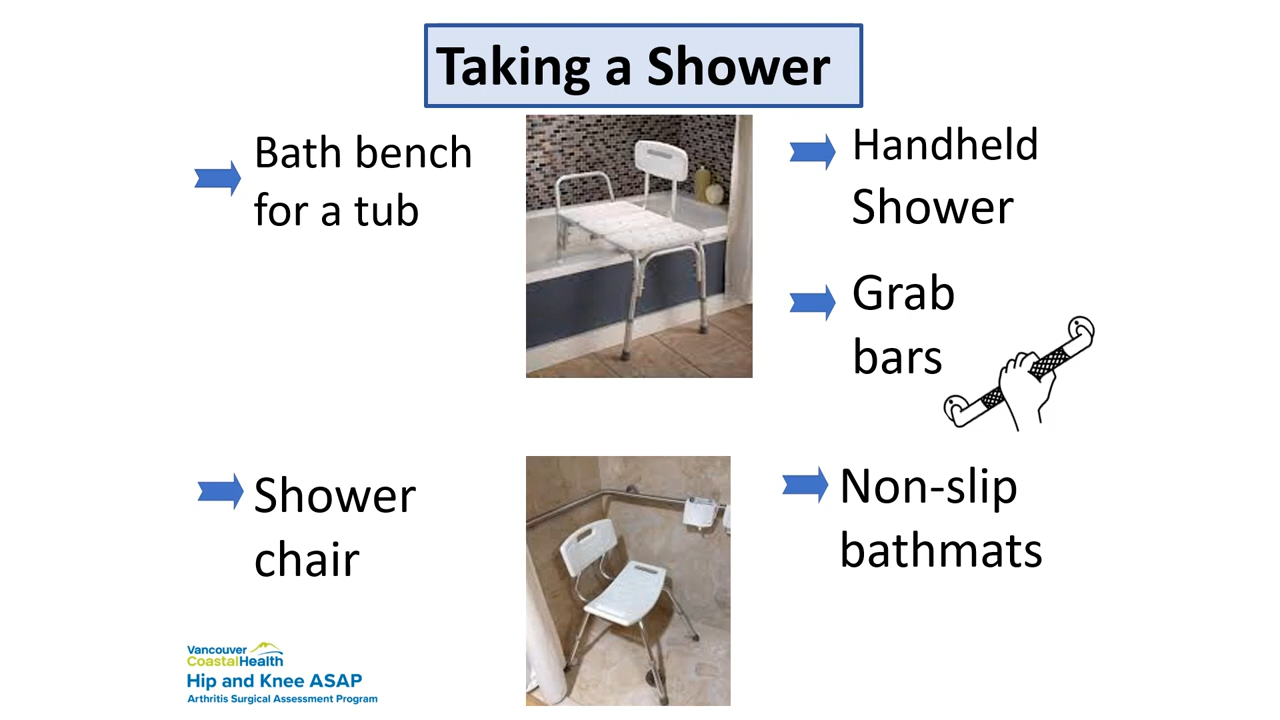 Taking a Shower
Bath bench
for a tub
Shower
chair
Handheld
Shower
Grab
bars
Non-slip
bathmats
Vancouver
CoastalHealth
Hip and Knee ASAP
Arthritis Surgical Assessment Program